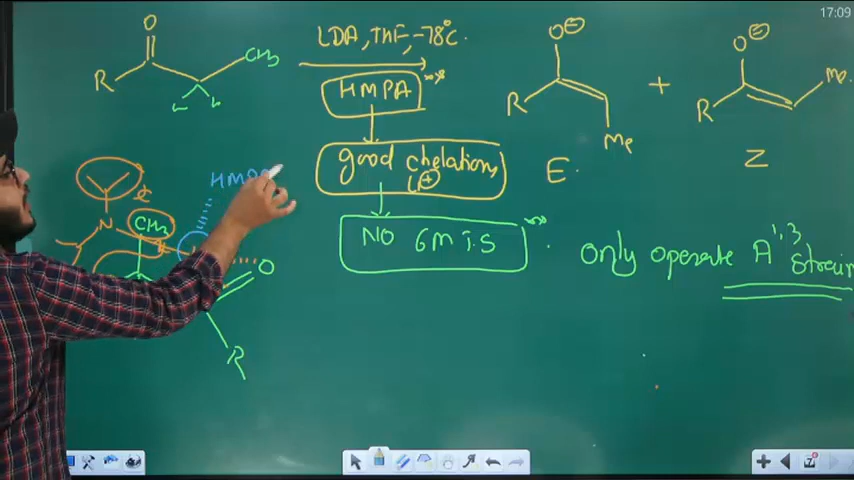 17:09
O
R
CH3
LDA, THF, -78°C.
HMPA
good chelation
Li⊕
NO 6M T.S
O⊖
R
Me
E
+
O⊖
R
Me
Z
only operate A1,3 strain
HMPA
N
CH3
O
R